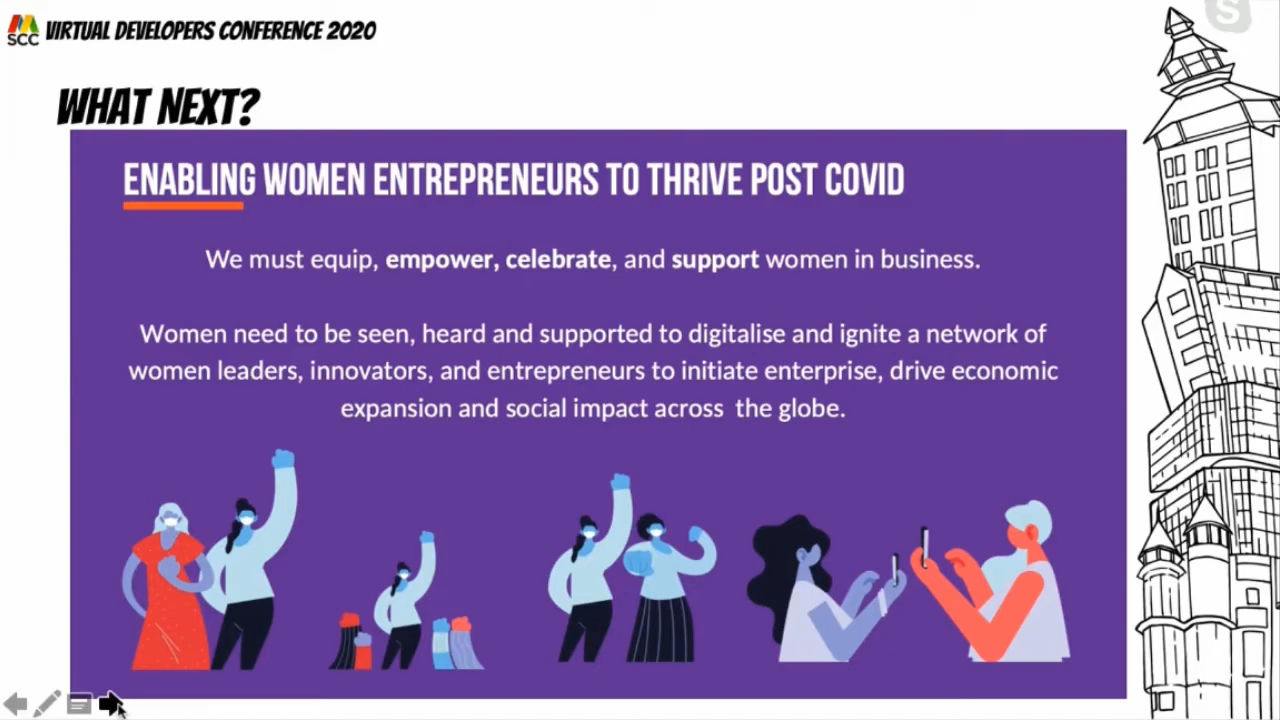 SCC VIRTUAL DEVELOPERS CONFERENCE 2020
WHAT NEXT?
ENABLING WOMEN ENTREPRENEURS TO THRIVE POST COVID
We must equip, empower, celebrate, and support women in business.
Women need to be seen, heard and supported to digitalise and ignite a network of
women leaders, innovators, and entrepreneurs to initiate enterprise, drive economic
expansion and social impact across  the globe.
S